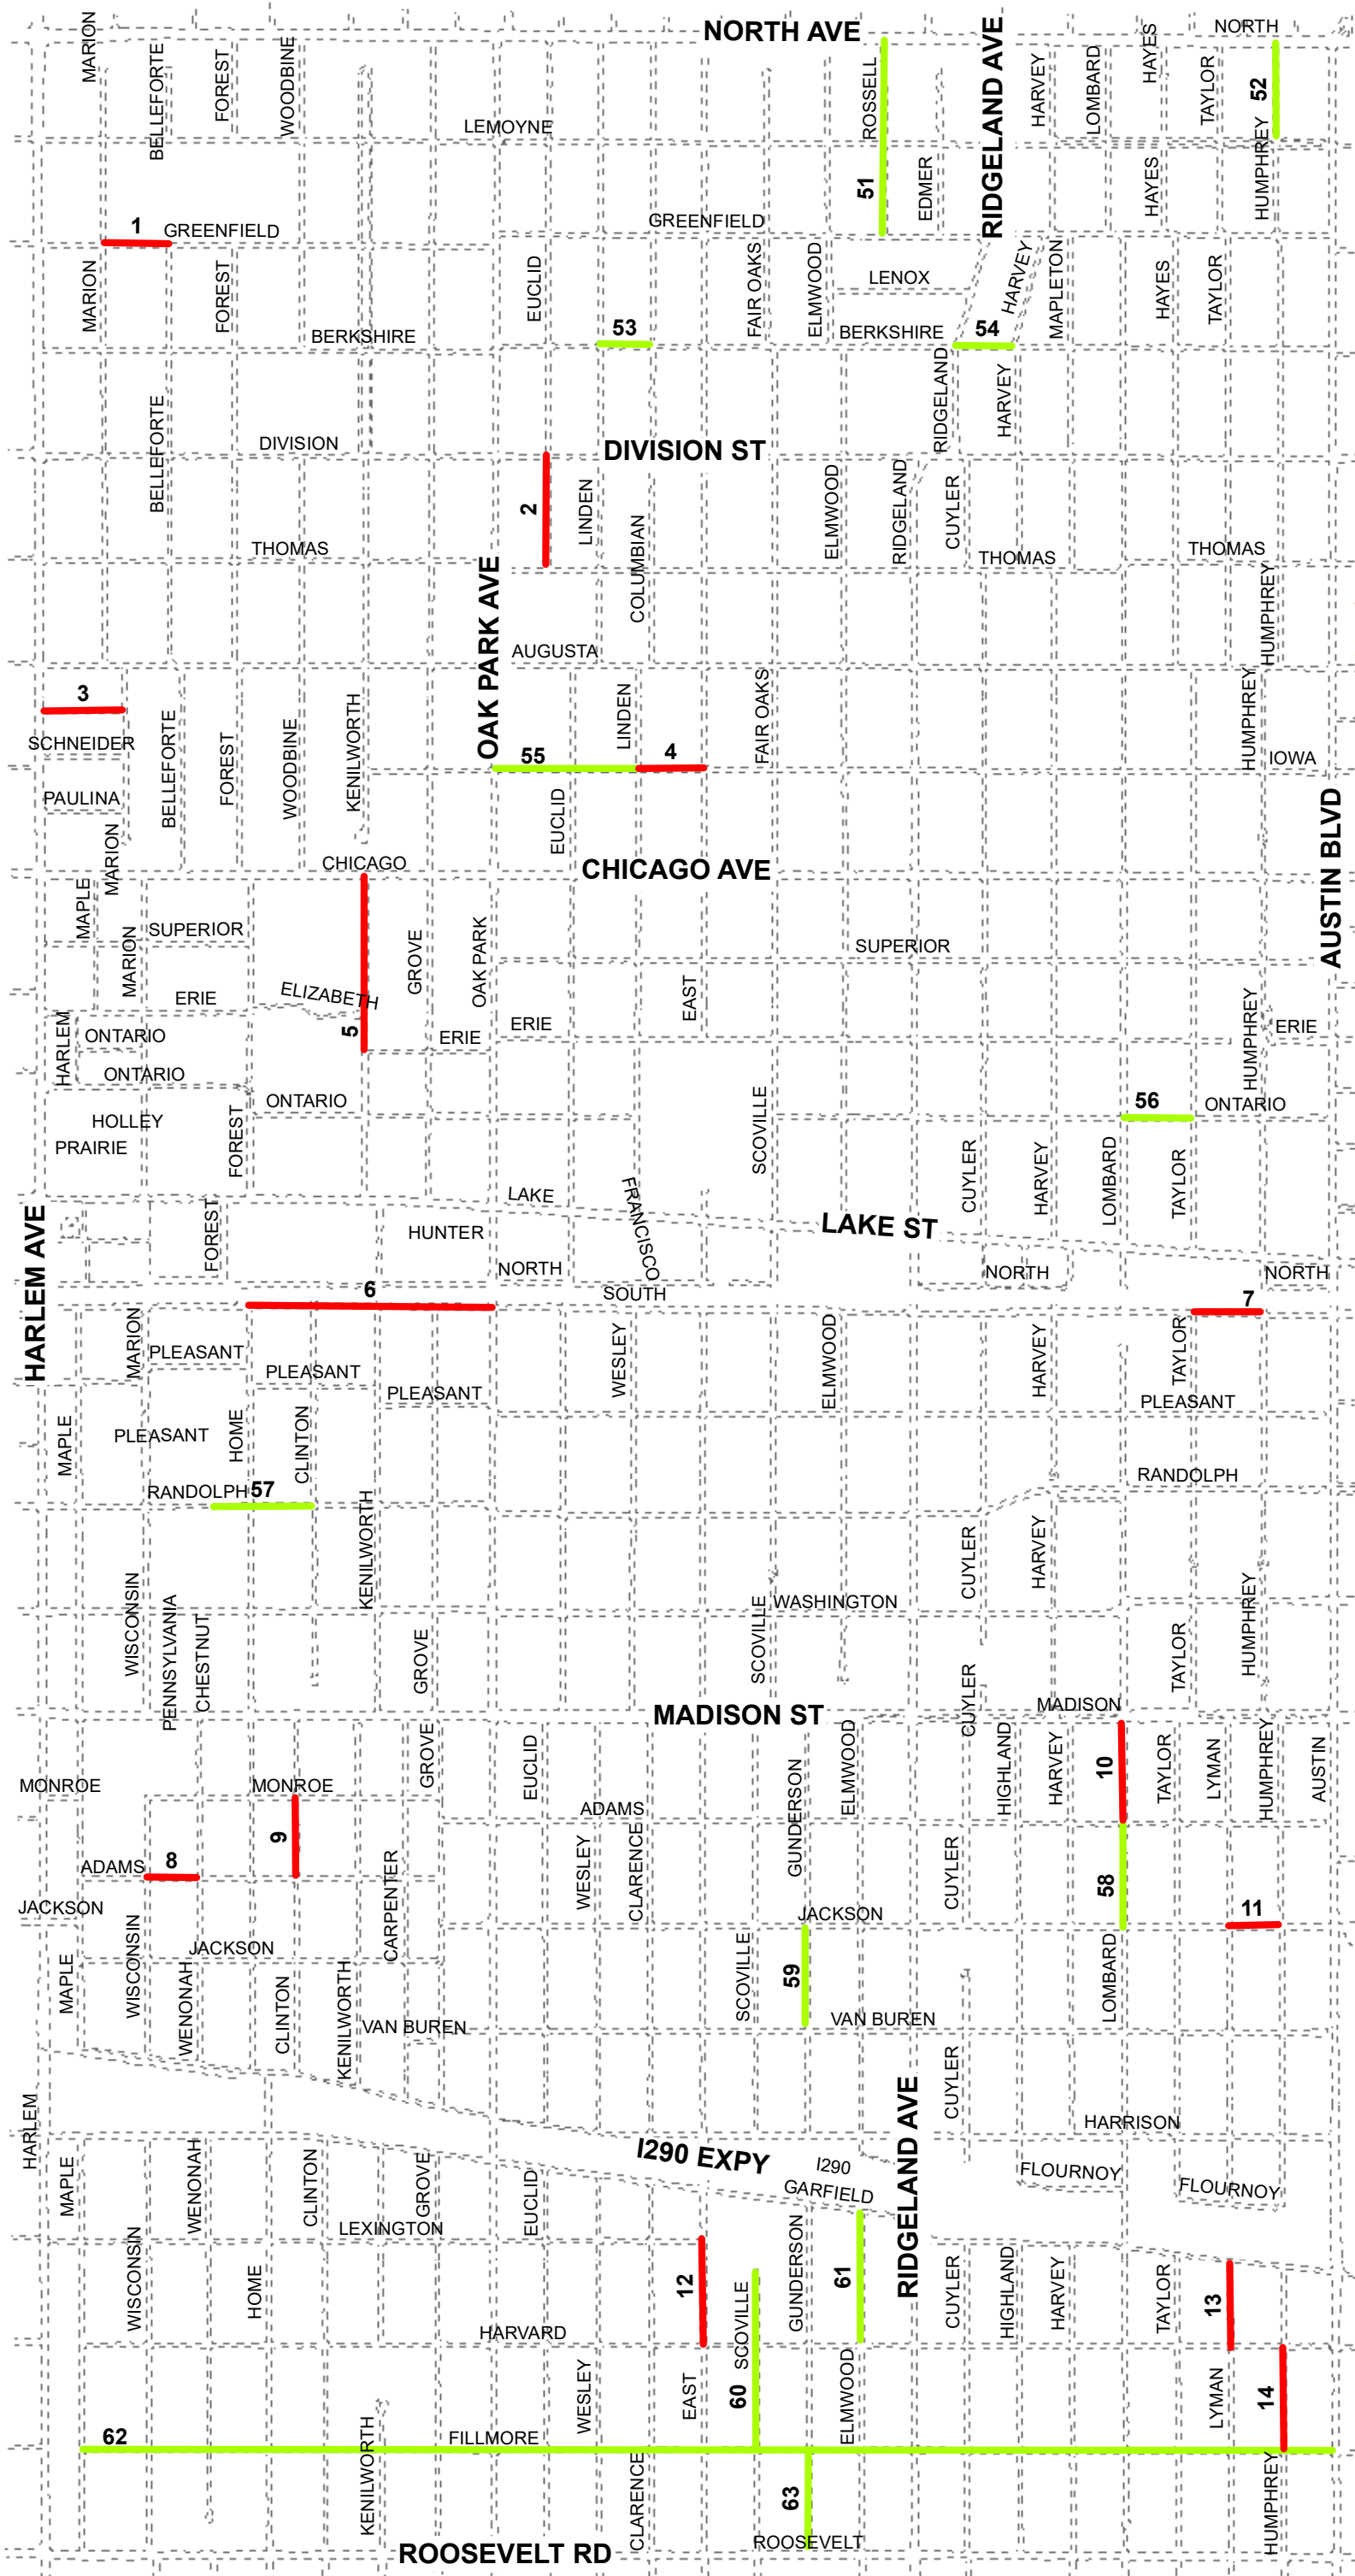 NORTH AVE
NORTH
MARION
BELLEFORTE
FOREST
WOODBINE
ROSSELL
RIDGELAND AVE
HARVEY
LOMBARD
HAYES
TAYLOR
52
LEMOYNE
HUMPHREY
51
EDMER
HAYES
1
GREENFIELD
GREENFIELD
MARION
FOREST
EUCLID
FAIR OAKS
ELMWOOD
LENOX
HARVEY
MAPLETON
HAYES
TAYLOR
BERKSHIRE
53
BERKSHIRE
54
RIDGELAND
HARVEY
BELLEFORTE
DIVISION
DIVISION ST
2
LINDEN
COLUMBIAN
ELMWOOD
RIDGELAND
CUYLER
THOMAS
THOMAS
THOMAS
OAK PARK AVE
HUMPHREY
AUGUSTA
3
SCHNEIDER
BELLEFORTE
FOREST
WOODBINE
KENILWORTH
LINDEN
FAIR OAKS
HUMPHREY
55
4
IOWA
PAULINA
EUCLID
AUSTIN BLVD
MARION
CHICAGO
CHICAGO AVE
MAPLE
SUPERIOR
MARION
GROVE
OAK PARK
SUPERIOR
ERIE
ELIZABETH
EAST
5
HARLEM
ONTARIO
ERIE
ERIE
HUMPHREY
ERIE
ONTARIO
ONTARIO
56
ONTARIO
HOLLEY
FOREST
SCOVILLE
PRAIRIE
CUYLER
HARVEY
LOMBARD
TAYLOR
LAKE
FRANCISCO
LAKE ST
HARLEM AVE
FOREST
HUNTER
NORTH
NORTH
NORTH
6
SOUTH
7
MARION
PLEASANT
WESLEY
ELMWOOD
HARVEY
TAYLOR
PLEASANT
PLEASANT
PLEASANT
MAPLE
PLEASANT
HOME
CLINTON
RANDOLPH
RANDOLPH
57
KENILWORTH
CUYLER
HARVEY
WISCONSIN
PENNSYLVANIA
CHESTNUT
GROVE
SCOVILLE
WASHINGTON
TAYLOR
HUMPHREY
CUYLER
MADISON
MADISON ST
MONROE
MONROE
GROVE
EUCLID
GUNDERSON
ELMWOOD
HIGHLAND
HARVEY
10
TAYLOR
LYMAN
HUMPHREY
AUSTIN
ADAMS
9
ADAMS
8
CARPENTER
WESLEY
CLARENCE
CUYLER
58
JACKSON
JACKSON
11
JACKSON
MAPLE
WISCONSIN
WENONAH
CLINTON
KENILWORTH
SCOVILLE
59
LOMBARD
VAN BUREN
VAN BUREN
RIDGELAND AVE
CUYLER
HARLEM
HARRISON
MAPLE
WENONAH
CLINTON
GROVE
EUCLID
I290 EXPY
I290
GARFIELD
FLOURNOY
FLOURNOY
LEXINGTON
WISCONSIN
HOME
12
SCOVILLE
GUNDERSON
61
CUYLER
HIGHLAND
HARVEY
TAYLOR
13
HARVARD
WESLEY
EAST
60
ELMWOOD
LYMAN
14
62
FILLMORE
KENILWORTH
CLARENCE
63
HUMPHREY
ROOSEVELT
ROOSEVELT RD